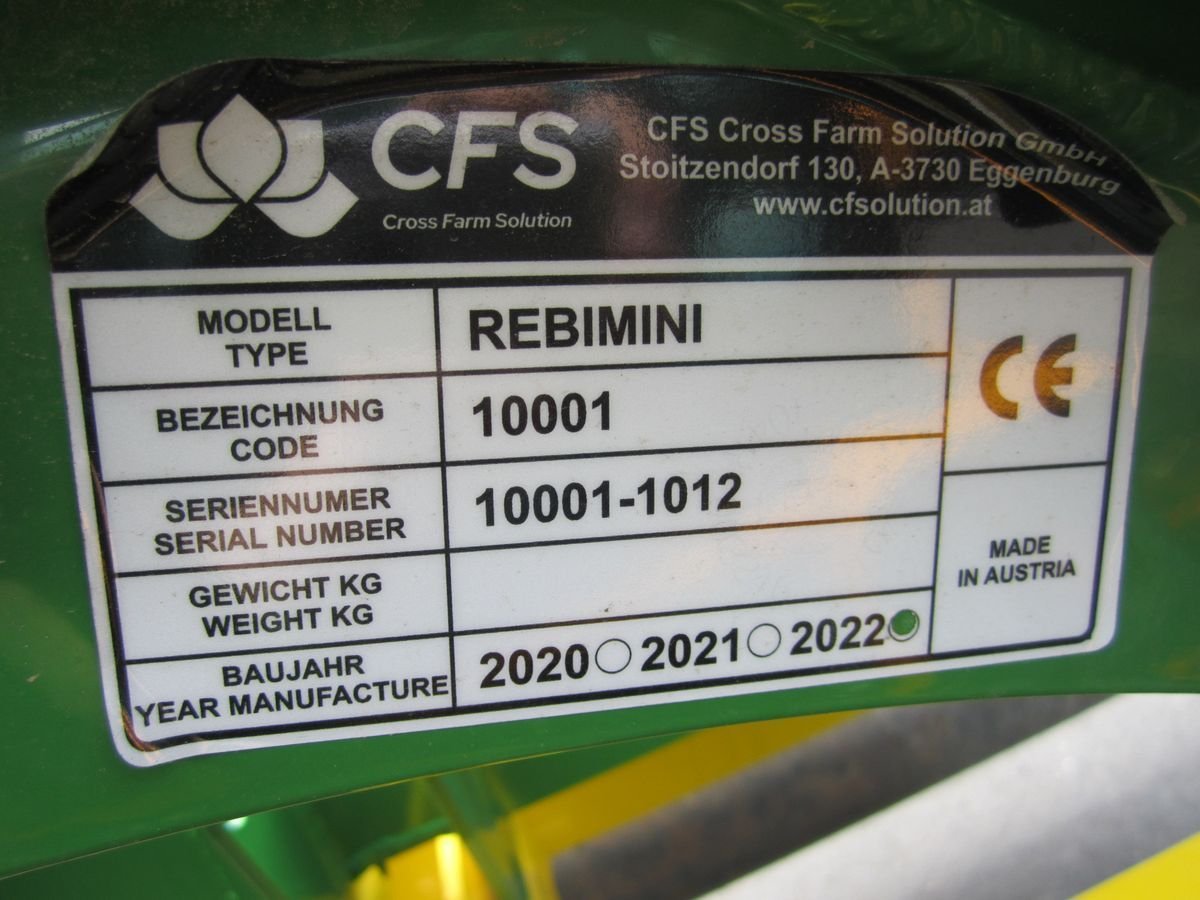 CFS
Cross Farm Solution
CFS Cross Farm Solution GmbH
Stoitzendorf 130, A-3730 Eggenburg
www.cfsolution.at
MODELL
TYPE
REBIMINI
BEZEICHNUNG
CODE
10001
SERIENNUMER
SERIAL NUMBER
10001-1012
GEWICHT KG
WEIGHT KG
BAUJAHR
YEAR MANUFACTURE
2020 2021 2022
CE
MADE
IN AUSTRIA